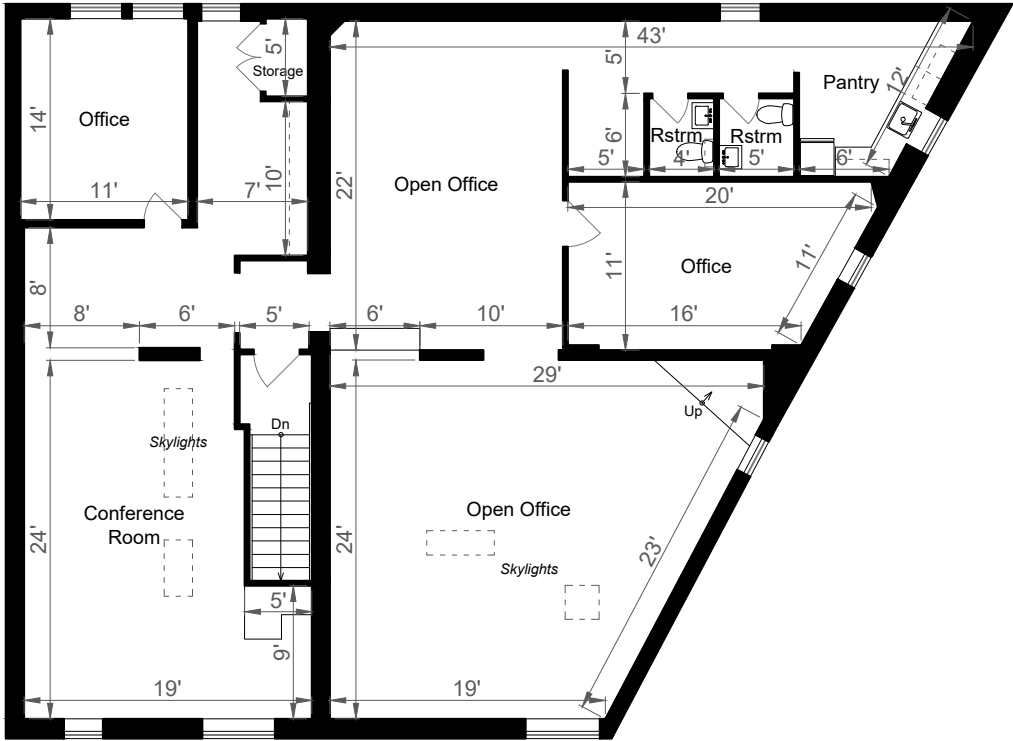 43'
5'
Storage
5'
Pantry
12'
14'
Office
Rstrm
Rstrm
6'
5'
4'
5'
6'
11'
7'
10'
22'
Open Office
20'
11'
Office
11'
8'
8'
6'
5'
6'
10'
16'
29'
Up
Dn
Skylights
Conference
Room
24'
24'
Open Office
Skylights
23'
5'
9'
19'
19'